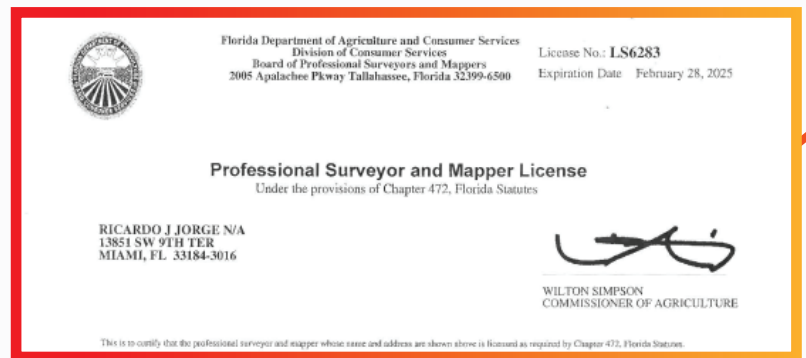 Florida Department of Agriculture and Consumer Services
Division of Consumer Services
Board of Professional Surveyors and Mappers
2005 Apalachee Pkway Tallahassee, Florida 32399-6500
License No.: LS6283
Expiration Date February 28, 2025
Professional Surveyor and Mapper License
Under the provisions of Chapter 472, Florida Statutes
RICARDO J JORGE N/A
13851 SW 9TH TER
MIAMI, FL 33184-3016
WILTON SIMPSON
COMMISSIONER OF AGRICULTURE
This is to certify that the professional surveyor and mapper whose name and address are shown above is licensed as required by Chapter 472, Florida Statutes.